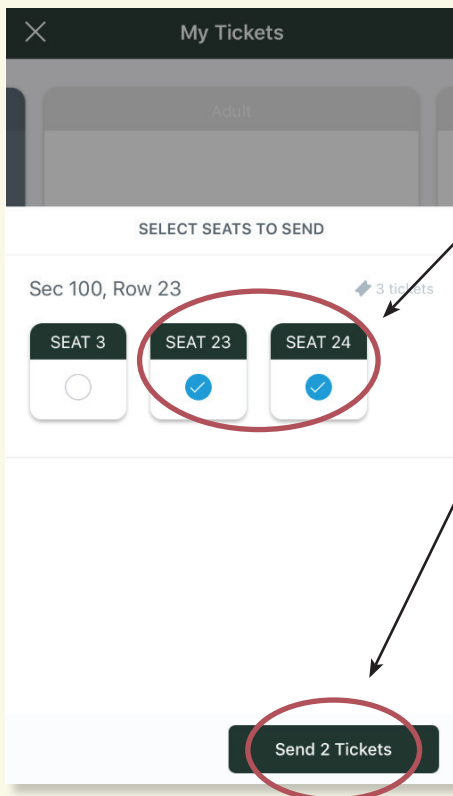 My Tickets
Adult
SELECT SEATS TO SEND
Sec 100, Row 23 3 tickets
SEAT 3 SEAT 23 SEAT 24
Send 2 Tickets